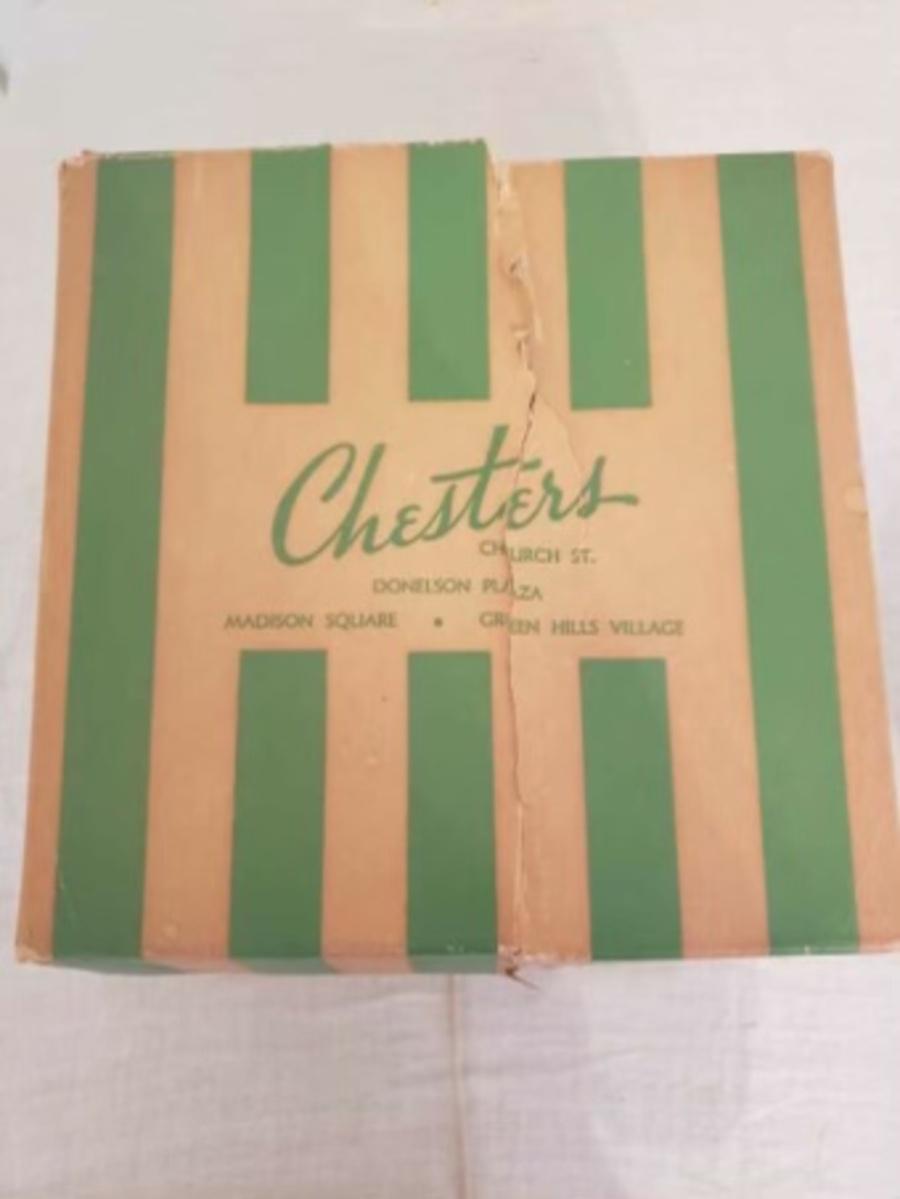 Chesters
CHURCH ST.
DONELSON PLAZA
MADISON SQUARE • GREEN HILLS VILLAGE